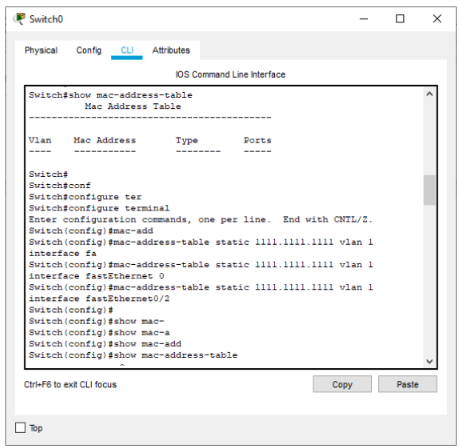 Switch0
Physical Config CLI Attributes
IOS Command Line Interface
Switch#show mac-address-table
Mac Address Table
-------------------------------------------
Vlan Mac Address Type Ports
---- ----------- -------- -----
Switch#
Switch#conf
Switch#configure ter
Switch#configure terminal
Enter configuration commands, one per line. End with CNTL/Z.
Switch(config)#mac-add
Switch(config)#mac-address-table static 1111.1111.1111 vlan 1
interface fa
Switch(config)#mac-address-table static 1111.1111.1111 vlan 1
interface fastEthernet 0
Switch(config)#mac-address-table static 1111.1111.1111 vlan 1
interface fastEthernet0/2
Switch(config)#
Switch(config)#show mac-
Switch(config)#show mac-a
Switch(config)#show mac-add
Switch(config)#show mac-address-table
^
Ctrl+F6 to exit CLI focus
Copy Paste
Top